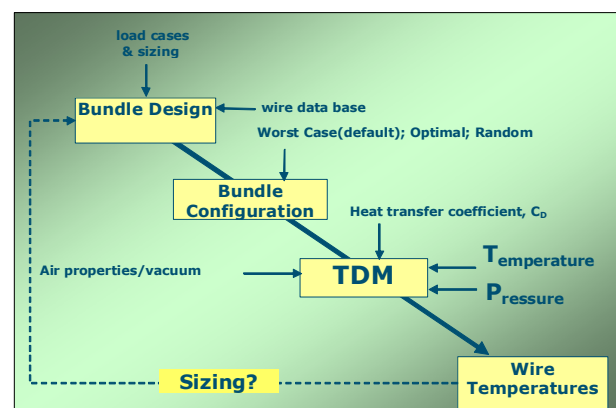 load cases
& sizing
Bundle Design
wire data base
Worst Case(default); Optimal; Random
Bundle
Configuration
Heat transfer coefficient, C_D
Air properties/vacuum
TDM
Temperature
Pressure
Sizing?
Wire
Temperatures